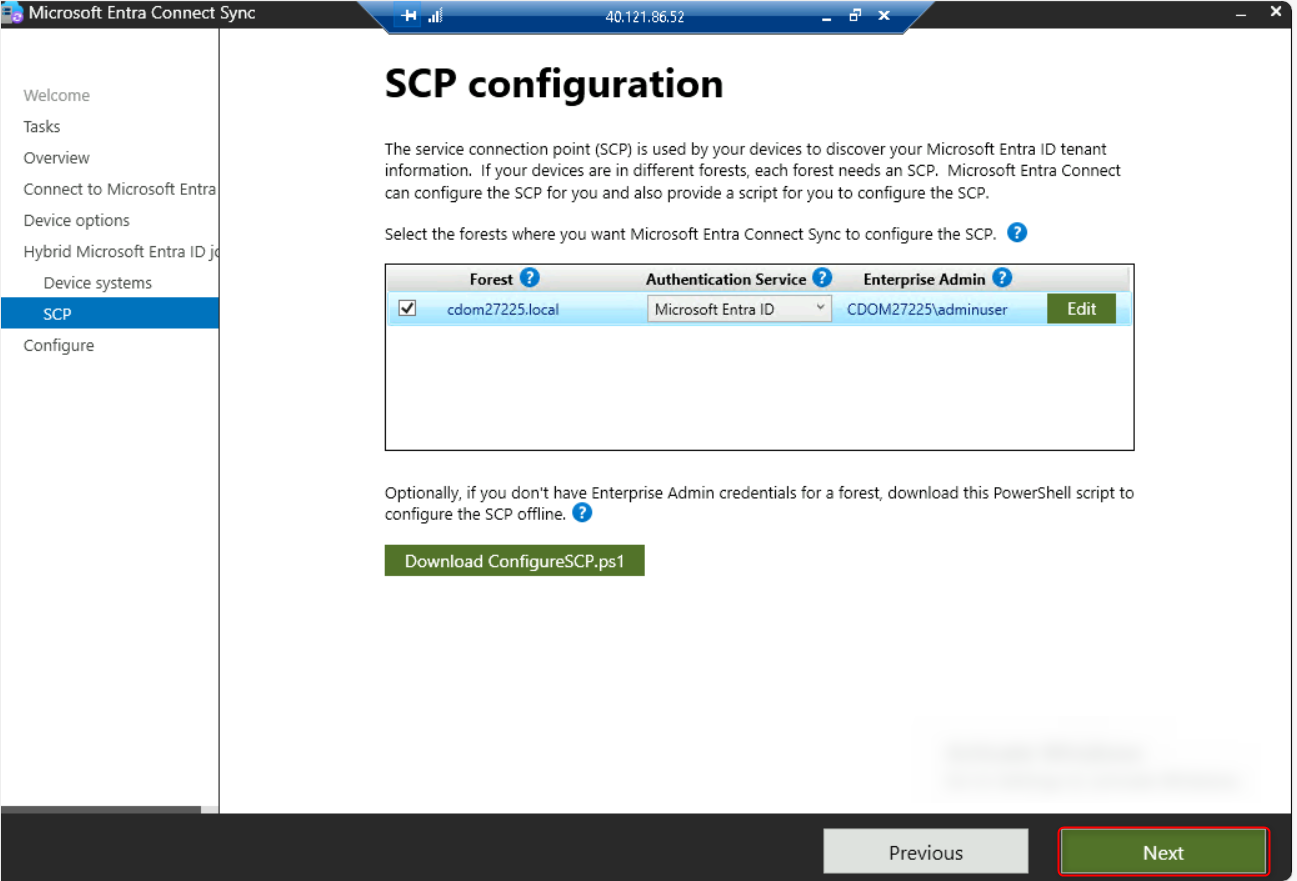 Microsoft Entra Connect Sync
40.121.86.52
Welcome
Tasks
Overview
Connect to Microsoft Entra
Device options
Hybrid Microsoft Entra ID jo
Device systems
SCP
Configure
SCP configuration
The service connection point (SCP) is used by your devices to discover your Microsoft Entra ID tenant
information. If your devices are in different forests, each forest needs an SCP. Microsoft Entra Connect
can configure the SCP for you and also provide a script for you to configure the SCP.
Select the forests where you want Microsoft Entra Connect Sync to configure the SCP. ?
Forest ? Authentication Service ? Enterprise Admin ?
cdom27225.local Microsoft Entra ID CDOM27225\adminuser Edit
Optionally, if you don't have Enterprise Admin credentials for a forest, download this PowerShell script to
configure the SCP offline. ?
Download ConfigureSCP.ps1
Previous Next